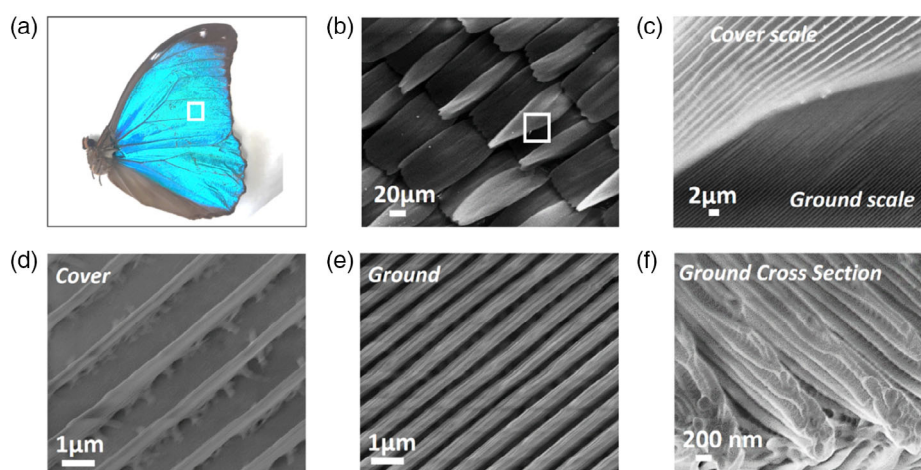 (a)
(b)
(c)
Cover scale
20µm
2µm
Ground scale
(d)
(e)
(f)
Cover
Ground
Ground Cross Section
1µm
1µm
200 nm